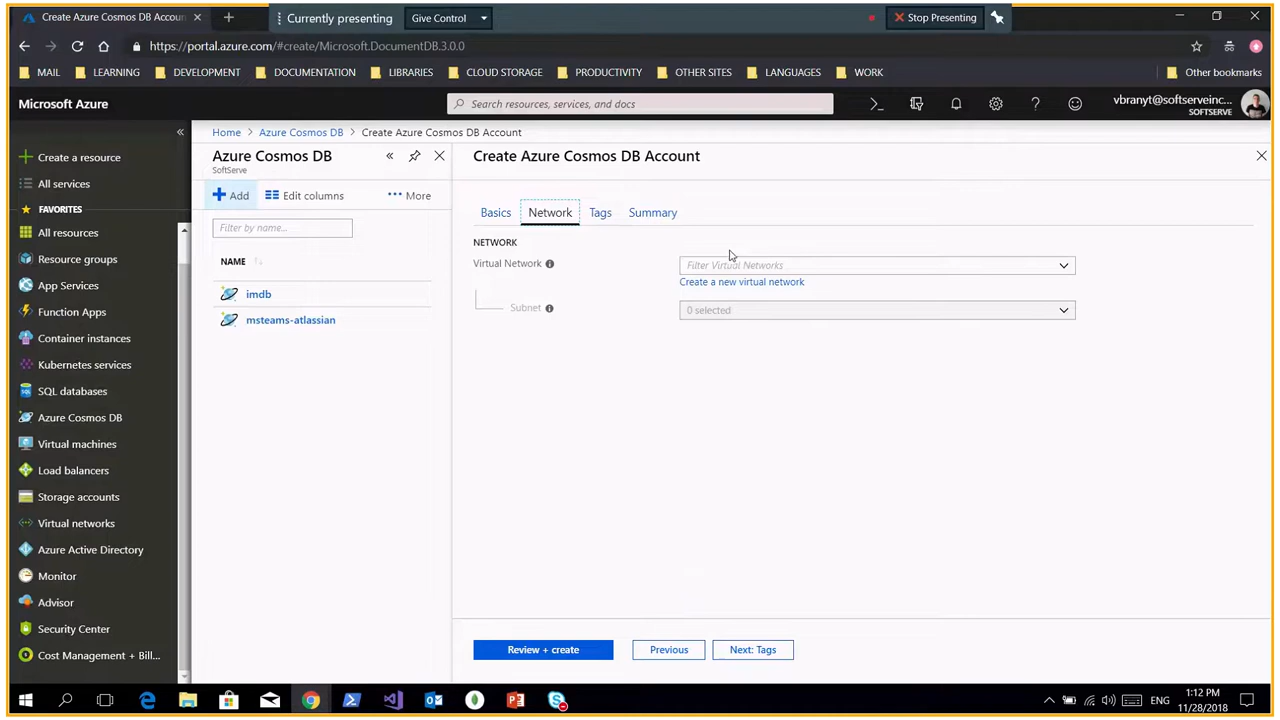 Create Azure Cosmos DB Accoun
Currently presenting
Give Control
Stop Presenting
https://portal.azure.com/#create/Microsoft.DocumentDB.3.0.0
MAIL
LEARNING
DEVELOPMENT
DOCUMENTATION
LIBRARIES
CLOUD STORAGE
PRODUCTIVITY
OTHER SITES
LANGUAGES
WORK
Other bookmarks
Microsoft Azure
Search resources, services, and docs
vbranyt@softserveinc...
SOFTSERVE
Home > Azure Cosmos DB > Create Azure Cosmos DB Account
Create a resource
All services
FAVORITES
All resources
Resource groups
App Services
Function Apps
Container instances
Kubernetes services
SQL databases
Azure Cosmos DB
Virtual machines
Load balancers
Storage accounts
Virtual networks
Azure Active Directory
Monitor
Advisor
Security Center
Cost Management + Bill...
Azure Cosmos DB
SoftServe
Add
Edit columns
More
Filter by name...
NAME
imdb
msteams-atlassian
Create Azure Cosmos DB Account
Basics
Network
Tags
Summary
NETWORK
Virtual Network
Filter Virtual Networks
Create a new virtual network
Subnet
0 selected
Review + create
Previous
Next: Tags
ENG
1:12 PM
11/28/2018